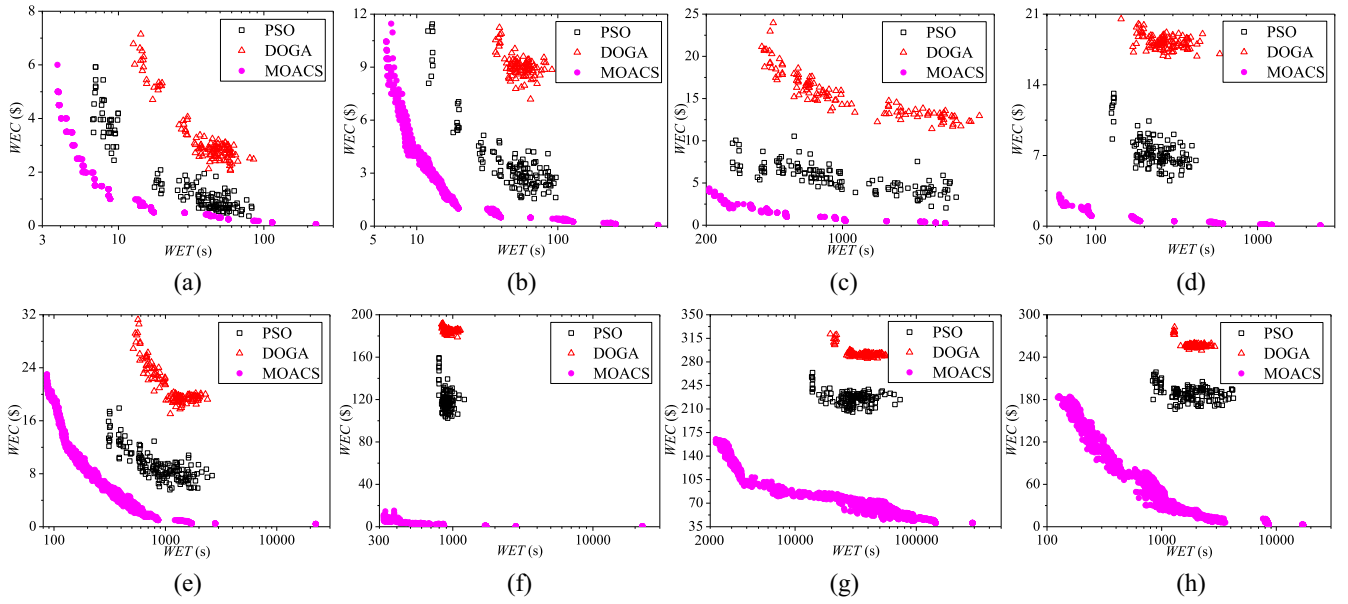 8
6
4
2
0
3
10
100
WEC ($)
WET (s)
PSO
DOGA
MOACS
(a)
12
9
6
3
0
5
10
100
WEC ($)
WET (s)
PSO
DOGA
MOACS
(b)
25
20
15
10
5
0
200
1000
WEC ($)
WET (s)
PSO
DOGA
MOACS
(c)
21
14
7
0
50
100
1000
WEC ($)
WET (s)
PSO
DOGA
MOACS
(d)
32
24
16
8
0
100
1000
10000
WEC ($)
WET (s)
PSO
DOGA
MOACS
(e)
200
160
120
80
40
0
300
1000
10000
WEC ($)
WET (s)
PSO
DOGA
MOACS
(f)
350
315
280
245
210
175
140
105
70
35
2000
10000
100000
WEC ($)
WET (s)
PSO
DOGA
MOACS
(g)
300
240
180
120
60
0
100
1000
10000
WEC ($)
WET (s)
PSO
DOGA
MOACS
(h)